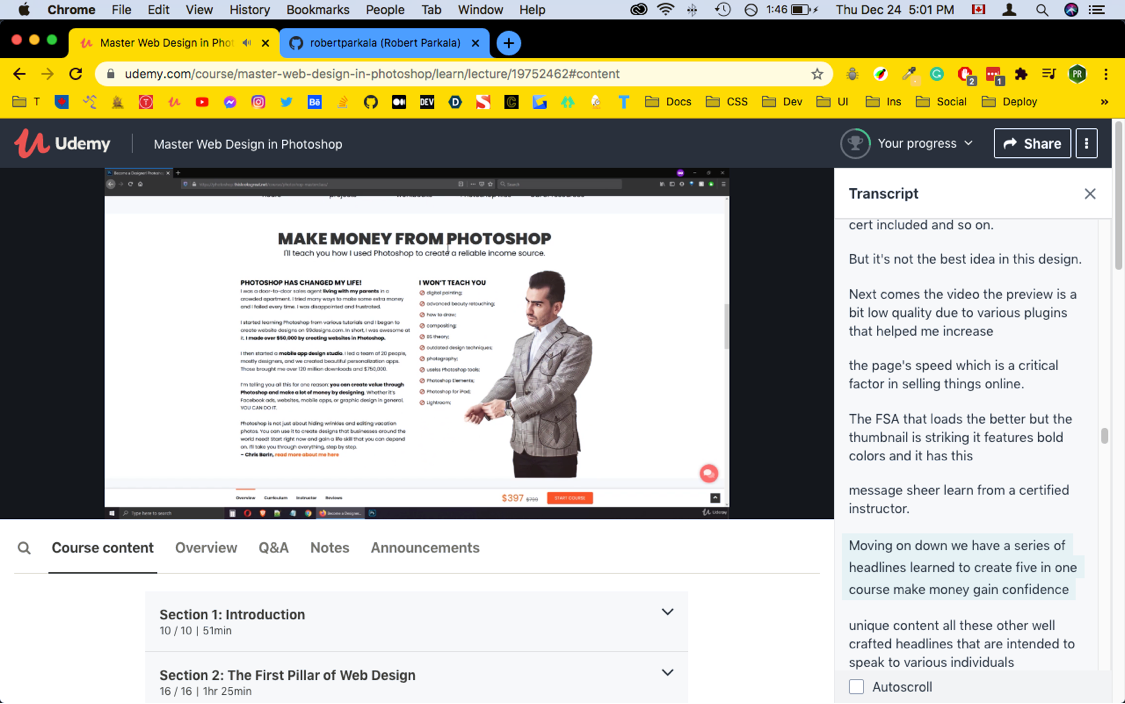 Chrome File Edit View History Bookmarks People Tab Window Help 1:46 Thu Dec 24 5:01 PM
Master Web Design in Phot robertparkala (Robert Parkala)
udemy.com/course/master-web-design-in-photoshop/learn/lecture/19752462#content 2 1 PR
T Bē DEV Docs CSS Dev UI Ins Social Deploy »
Udemy Master Web Design in Photoshop Your progress Share
Become a Designer! Photosho
Search
MAKE MONEY FROM PHOTOSHOP
I'll teach you how I used Photoshop to create a reliable income source.
PHOTOSHOP HAS CHANGED MY LIFE!
I was a door-to-door sales agent living with my parents in a
crowded apartment. I tried many ways to make some extra money
and I failed every time. I was disappointed and frustrated.
I started learning Photoshop from various tutorials and I began to
create website designs on 99designs.com. In short, I was awesome at
it. I made over $50,000 by creating websites in Photoshop.
I then started a mobile app design studio. I led a team of 20 people,
mostly designers, and we created beautiful personalization apps.
Those brought me over 120 million downloads and $750,000.
I'm telling you all this for one reason: you can create value through
Photoshop and make a lot of money by designing. Whether it's
Facebook ads, websites, mobile apps, or graphic design in general.
YOU CAN DO IT.
Photoshop is not just about hiding wrinkles and editing vacation
photos. You can use it to create designs that businesses around the
world need! Start right now and gain a life skill that you can depend
on. I'll take you through everything, step by step.
– Chris Barin, read more about me here
I WON'T TEACH YOU
digital painting;
advanced beauty retouching;
how to draw;
compositing;
BS theory;
outdated design techniques;
photography;
useless Photoshop tools;
Photoshop Elements;
Photoshop for iPad;
Lightroom;
Overview Curriculum Instructor Reviews $397 START COURSE
Type here to search Become a Designer... Udemy
Transcript
cert included and so on.
But it's not the best idea in this design.
Next comes the video the preview is a
bit low quality due to various plugins
that helped me increase
the page's speed which is a critical
factor in selling things online.
The FSA that loads the better but the
thumbnail is striking it features bold
colors and it has this
message sheer learn from a certified
instructor.
Moving on down we have a series of
headlines learned to create five in one
course make money gain confidence
unique content all these other well
crafted headlines that are intended to
speak to various individuals
Autoscroll
Course content Overview Q&A Notes Announcements
Section 1: Introduction
10 / 10 | 51min
Section 2: The First Pillar of Web Design
16 / 16 | 1hr 25min